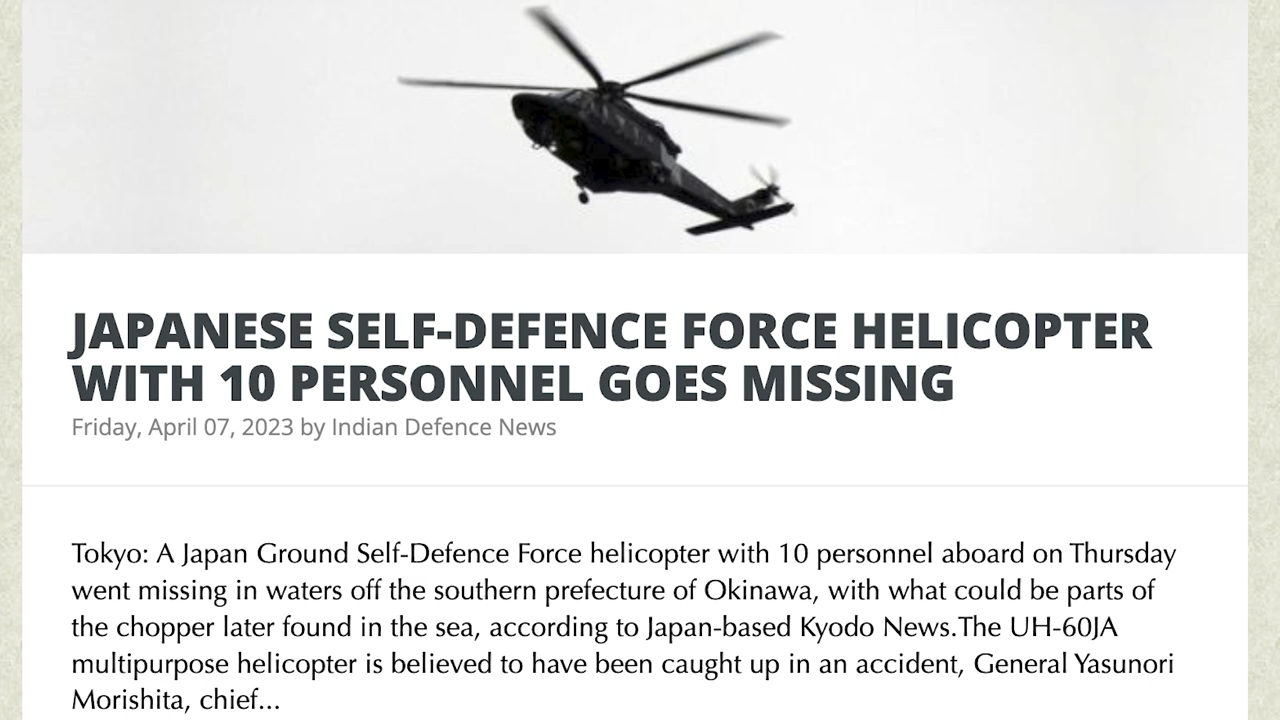 JAPANESE SELF-DEFENCE FORCE HELICOPTER
WITH 10 PERSONNEL GOES MISSING
Friday, April 07, 2023 by Indian Defence News
Tokyo: A Japan Ground Self-Defence Force helicopter with 10 personnel aboard on Thursday
went missing in waters off the southern prefecture of Okinawa, with what could be parts of
the chopper later found in the sea, according to Japan-based Kyodo News.The UH-60JA
multipurpose helicopter is believed to have been caught up in an accident, General Yasunori
Morishita, chief...